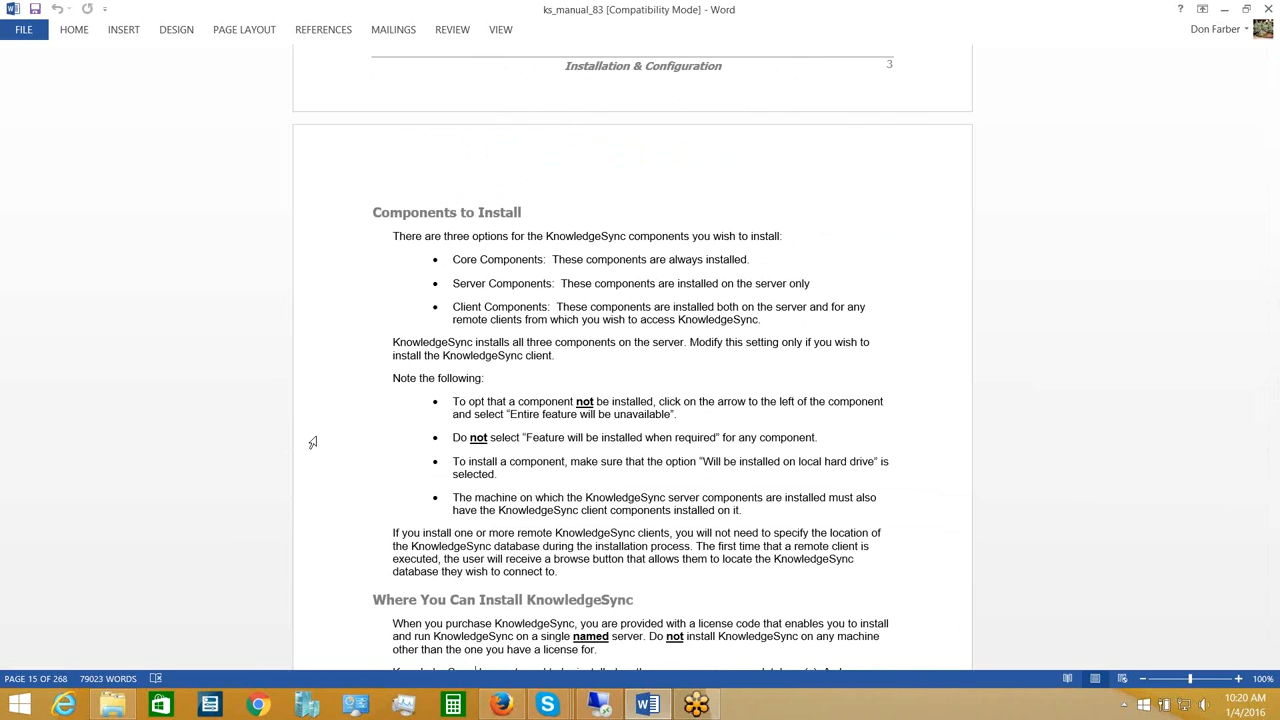 ks_manual_83 [Compatibility Mode] - Word
FILE HOME INSERT DESIGN PAGE LAYOUT REFERENCES MAILINGS REVIEW VIEW
Don Farber
Installation & Configuration 3
Components to Install
There are three options for the KnowledgeSync components you wish to install:
• Core Components: These components are always installed.
• Server Components: These components are installed on the server only
• Client Components: These components are installed both on the server and for any
remote clients from which you wish to access KnowledgeSync.
KnowledgeSync installs all three components on the server. Modify this setting only if you wish to
install the KnowledgeSync client.
Note the following:
• To opt that a component not be installed, click on the arrow to the left of the component
and select “Entire feature will be unavailable”.
• Do not select “Feature will be installed when required” for any component.
• To install a component, make sure that the option “Will be installed on local hard drive” is
selected.
• The machine on which the KnowledgeSync server components are installed must also
have the KnowledgeSync client components installed on it.
If you install one or more remote KnowledgeSync clients, you will not need to specify the location of
the KnowledgeSync database during the installation process. The first time that a remote client is
executed, the user will receive a browse button that allows them to locate the KnowledgeSync
database they wish to connect to.
Where You Can Install KnowledgeSync
When you purchase KnowledgeSync, you are provided with a license code that enables you to install
and run KnowledgeSync on a single named server. Do not install KnowledgeSync on any machine
other than the one you have a license for.
PAGE 15 OF 268 79023 WORDS 100%
10:20 AM
1/4/2016